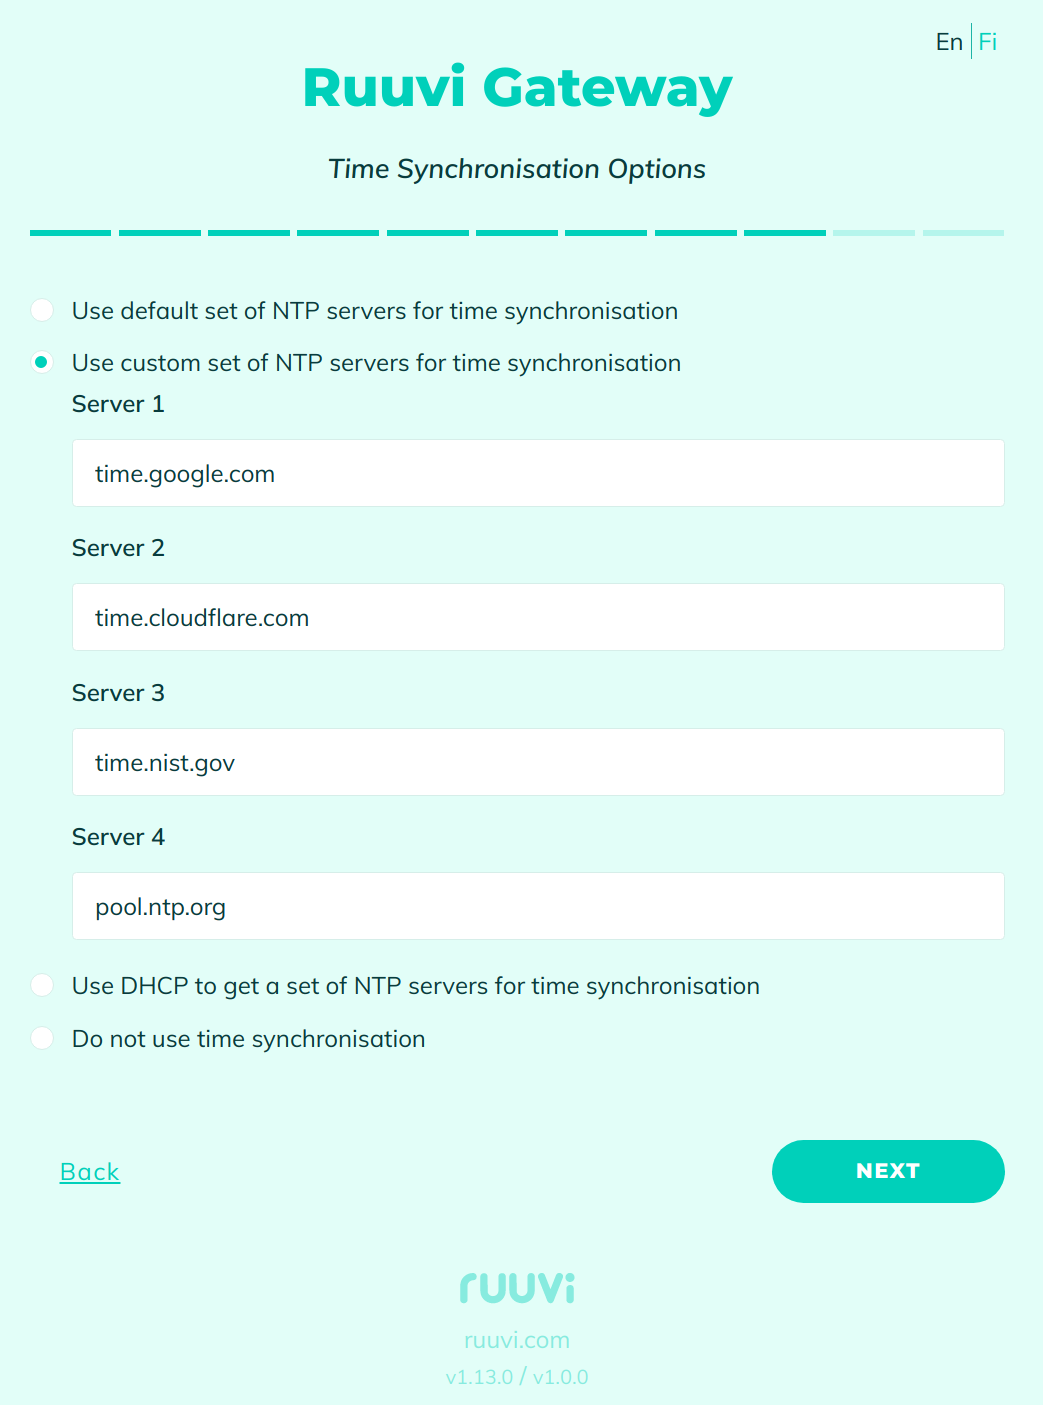 En Fi
Ruuvi Gateway
Time Synchronisation Options
Use default set of NTP servers for time synchronisation
Use custom set of NTP servers for time synchronisation
Server 1
time.google.com
Server 2
time.cloudflare.com
Server 3
time.nist.gov
Server 4
pool.ntp.org
Use DHCP to get a set of NTP servers for time synchronisation
Do not use time synchronisation
Back NEXT
ruuvi
ruuvi.com
v1.13.0 / v1.0.0